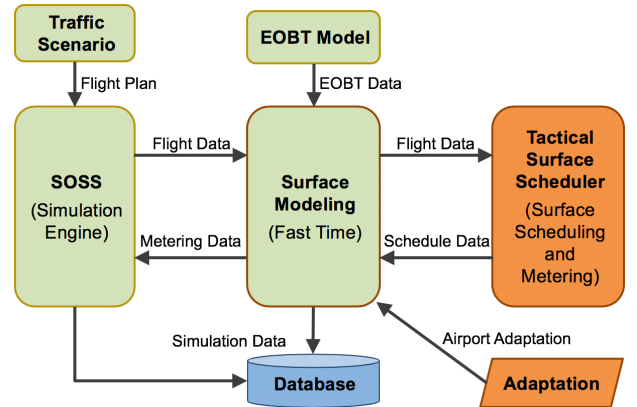 Traffic
Scenario
EOBT Model
Flight Plan
EOBT Data
SOSS
(Simulation
Engine)
Flight Data
Metering Data
Surface
Modeling
(Fast Time)
Flight Data
Schedule Data
Tactical
Surface
Scheduler
(Surface
Scheduling
and
Metering)
Simulation Data
Airport Adaptation
Database
Adaptation